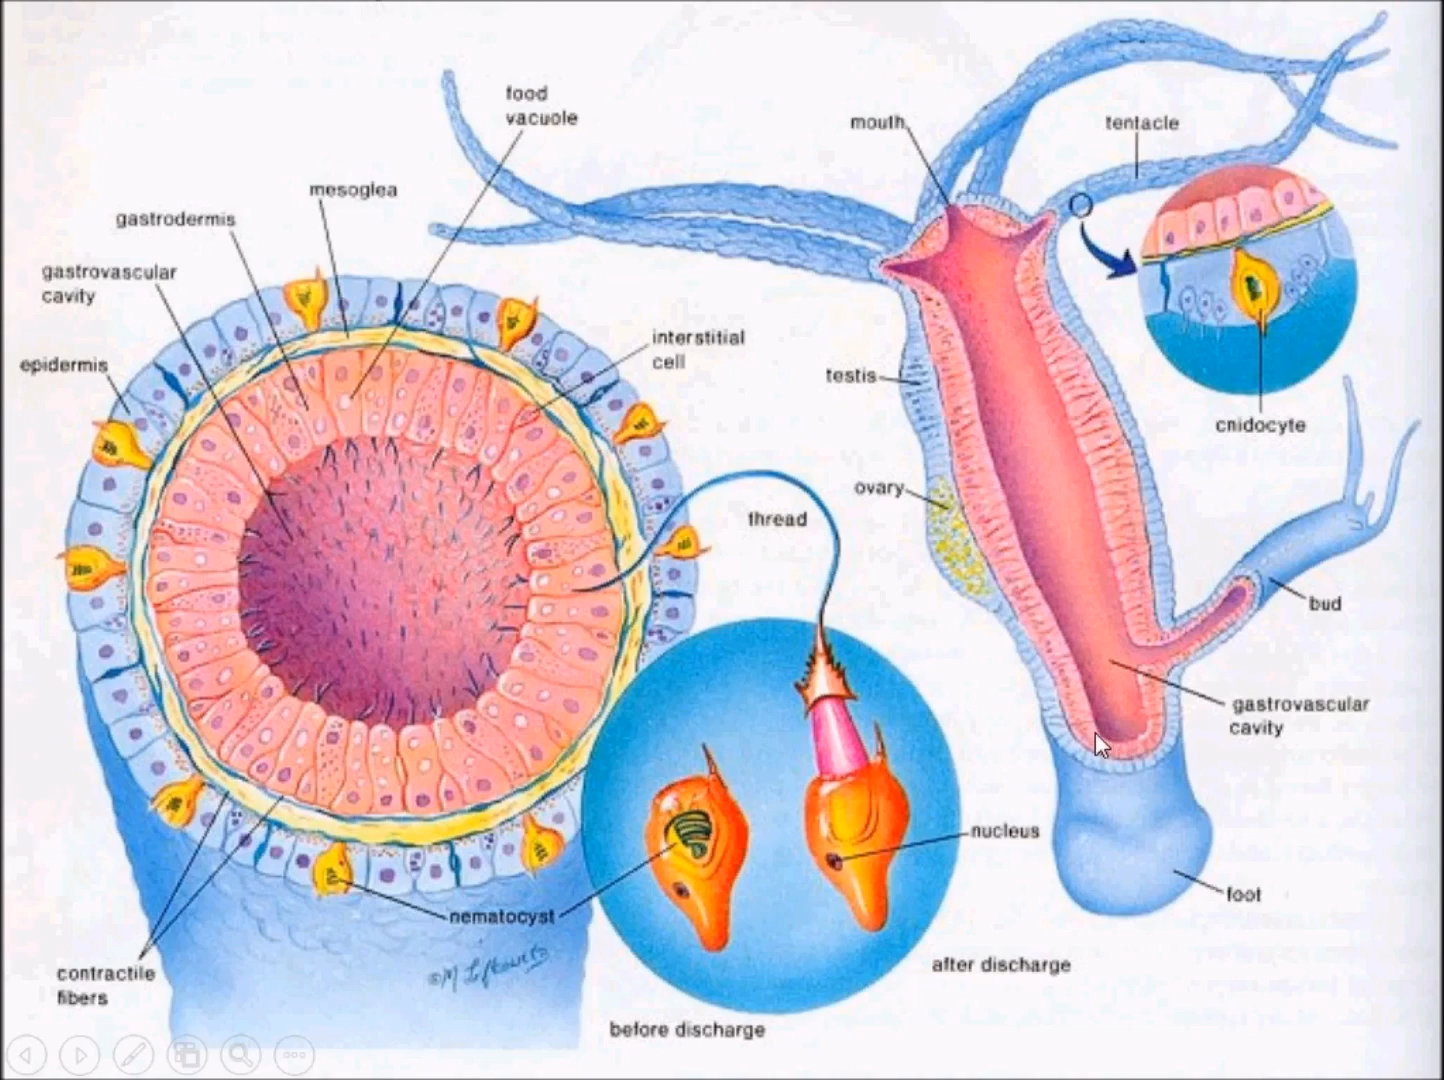 food
vacuole
mouth
tentacle
mesoglea
gastrodermis
gastrovascular
cavity
interstitial
cell
epidermis
testis
cnidocyte
ovary
thread
bud
gastrovascular
cavity
nucleus
foot
nematocyst
contractile
fibers
after discharge
before discharge